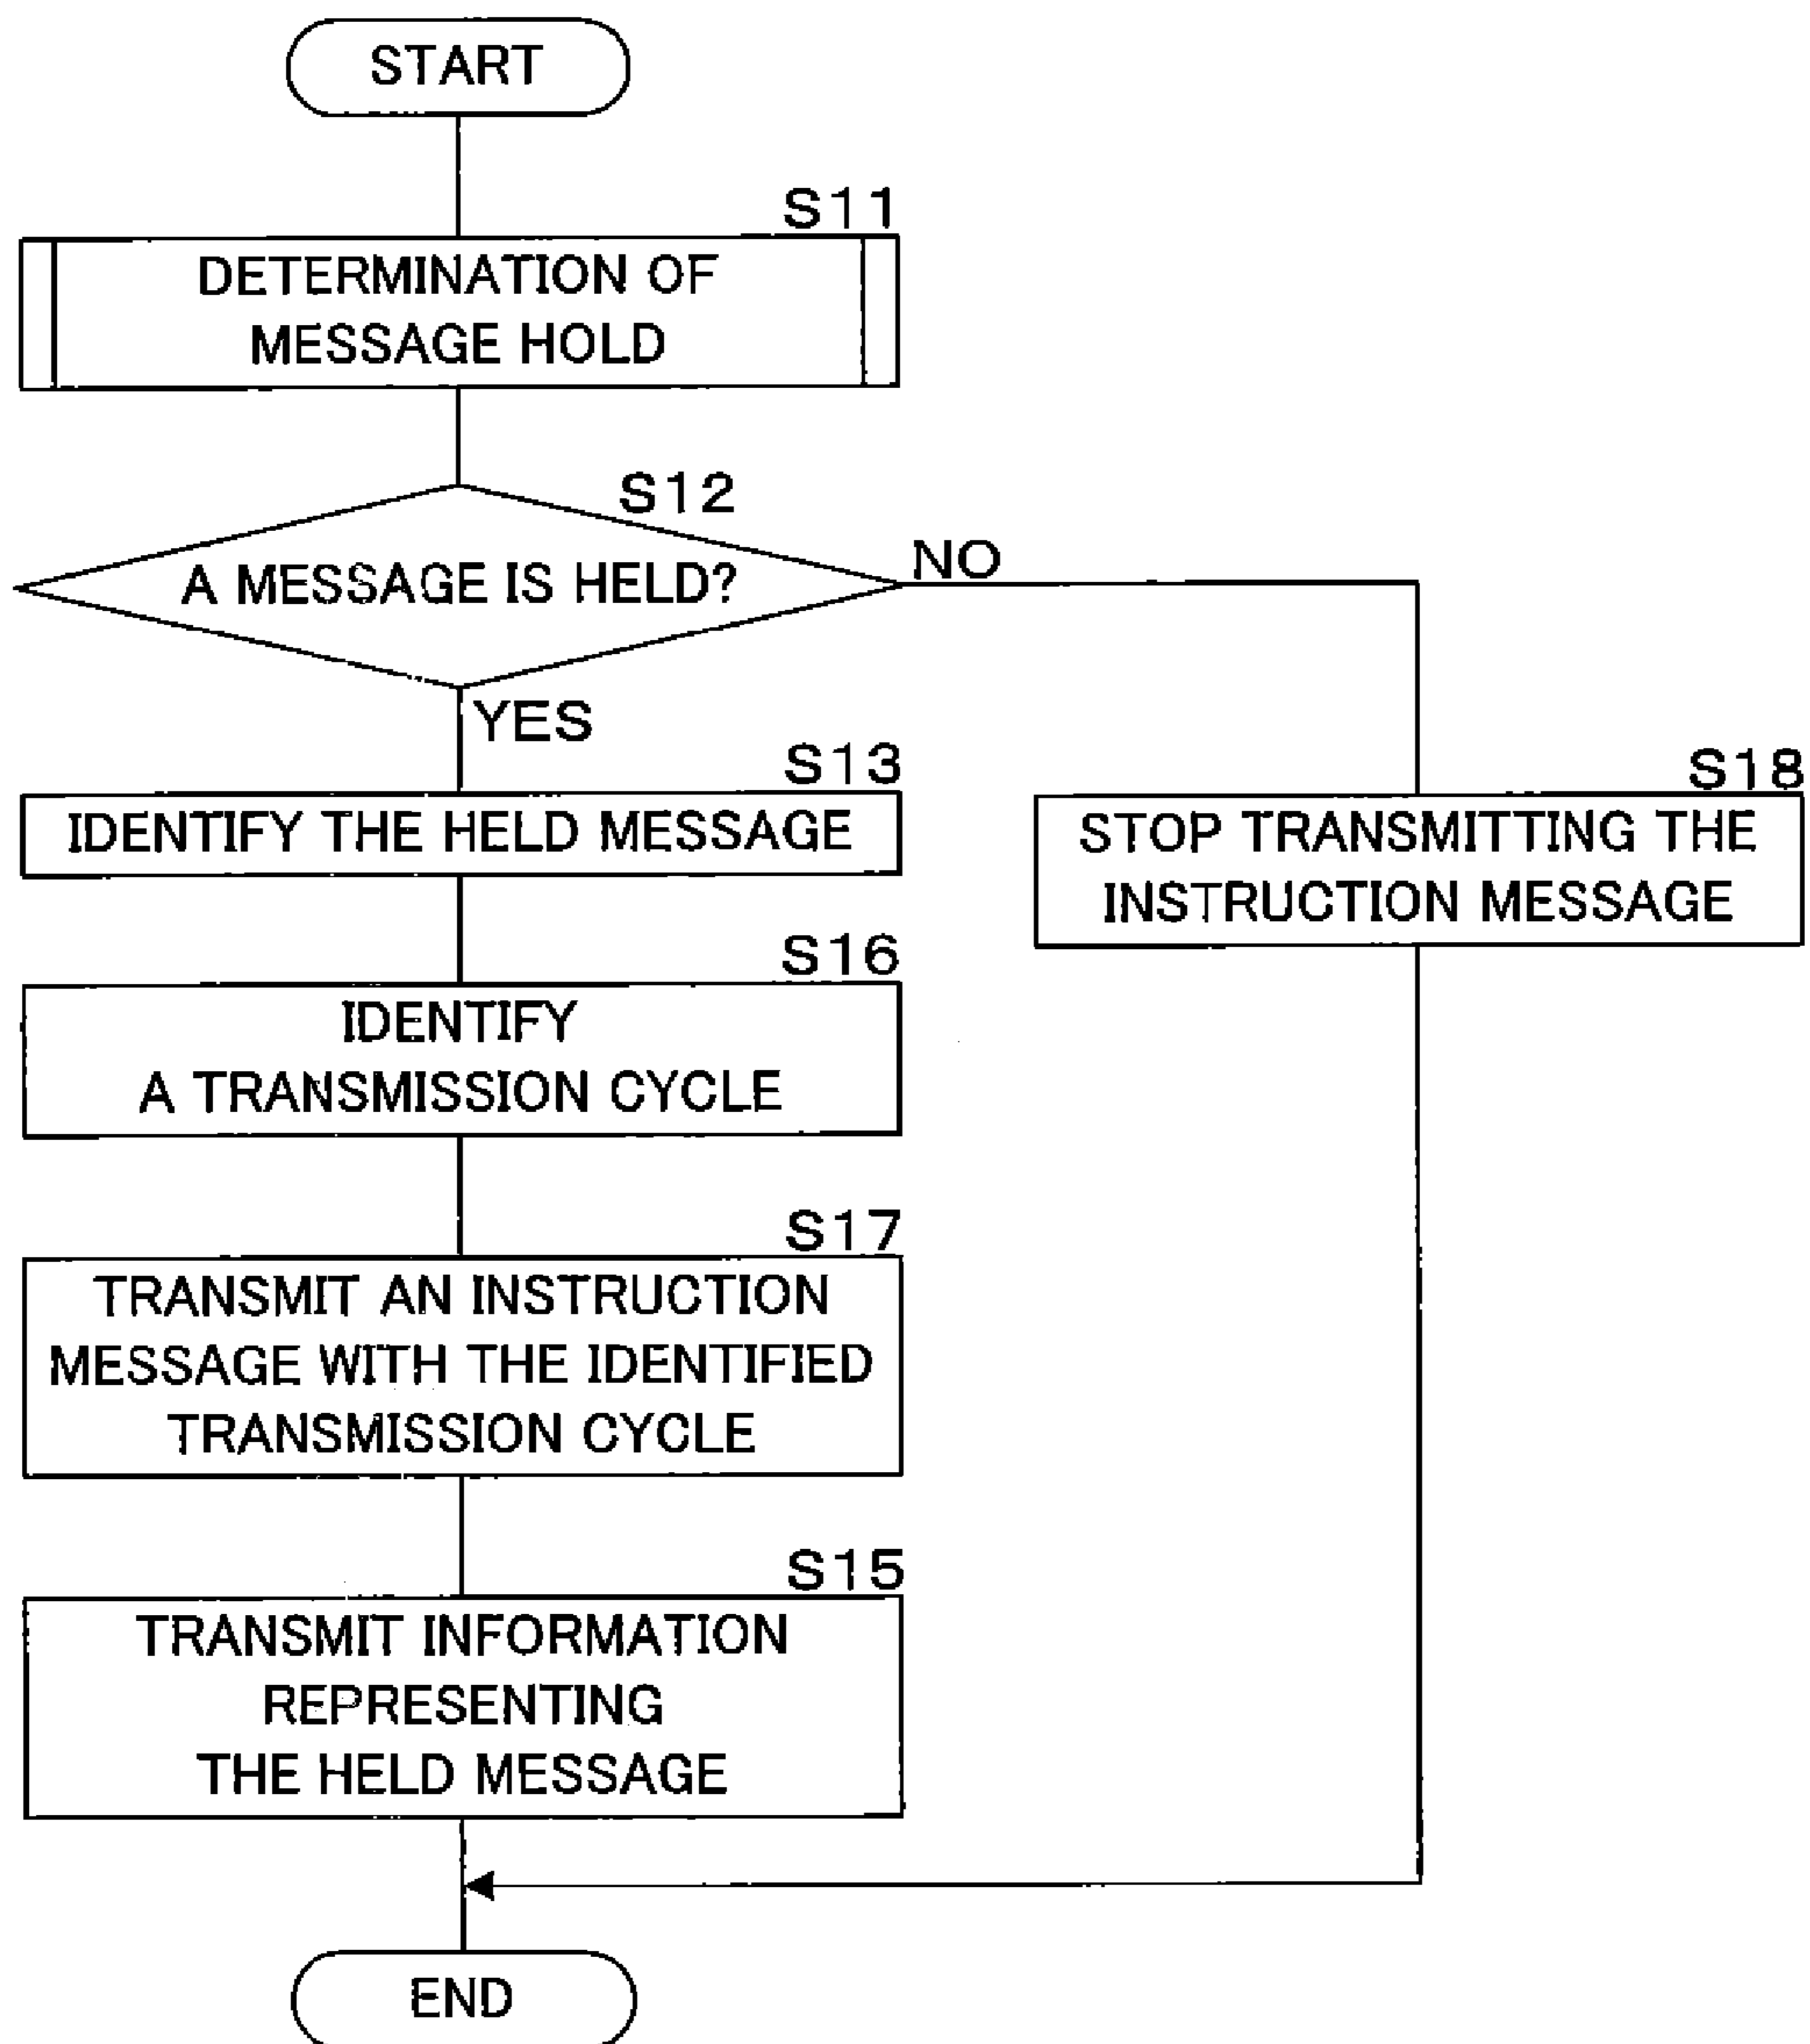 START
S11
DETERMINATION OF
MESSAGE HOLD
S12
A MESSAGE IS HELD?
NO
YES
S13
IDENTIFY THE HELD MESSAGE
S18
STOP TRANSMITTING THE
INSTRUCTION MESSAGE
S16
IDENTIFY
A TRANSMISSION CYCLE
S17
TRANSMIT AN INSTRUCTION
MESSAGE WITH THE IDENTIFIED
TRANSMISSION CYCLE
S15
TRANSMIT INFORMATION
REPRESENTING
THE HELD MESSAGE
END